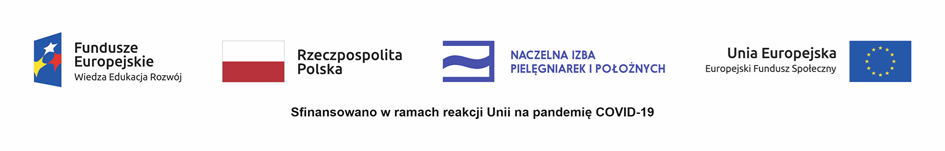 Fundusze
Europejskie
Wiedza Edukacja Rozwój
Rzeczpospolita
Polska
NACZELNA IZBA
PIELĘGNIAREK I POŁOŻNYCH
Unia Europejska
Europejski Fundusz Społeczny
Sfinansowano w ramach reakcji Unii na pandemię COVID-19